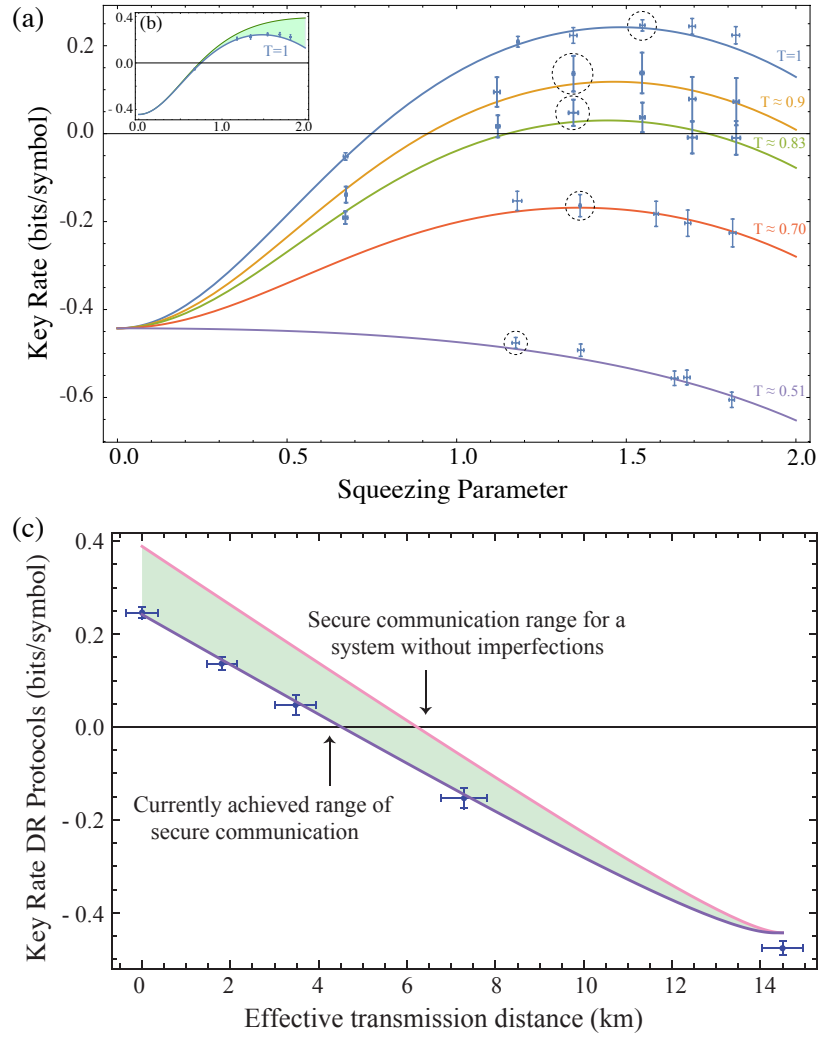 (a)
(b)
0.4
0.0
- 0.4
0.0
1.0
2.0
T=1
0.2
0.0
-0.2
-0.4
-0.6
T=1
T ≈ 0.9
T ≈ 0.83
T ≈ 0.70
T ≈ 0.51
0.0 0.5 1.0 1.5 2.0
Key Rate (bits/symbol)
Squeezing Parameter
(c)
0.4
0.2
0.0
- 0.2
- 0.4
Secure communication range for a
system without imperfections
Currently achieved range of
secure communication
0 2 4 6 8 10 12 14
Key Rate DR Protocols (bits/symbol)
Effective transmission distance (km)